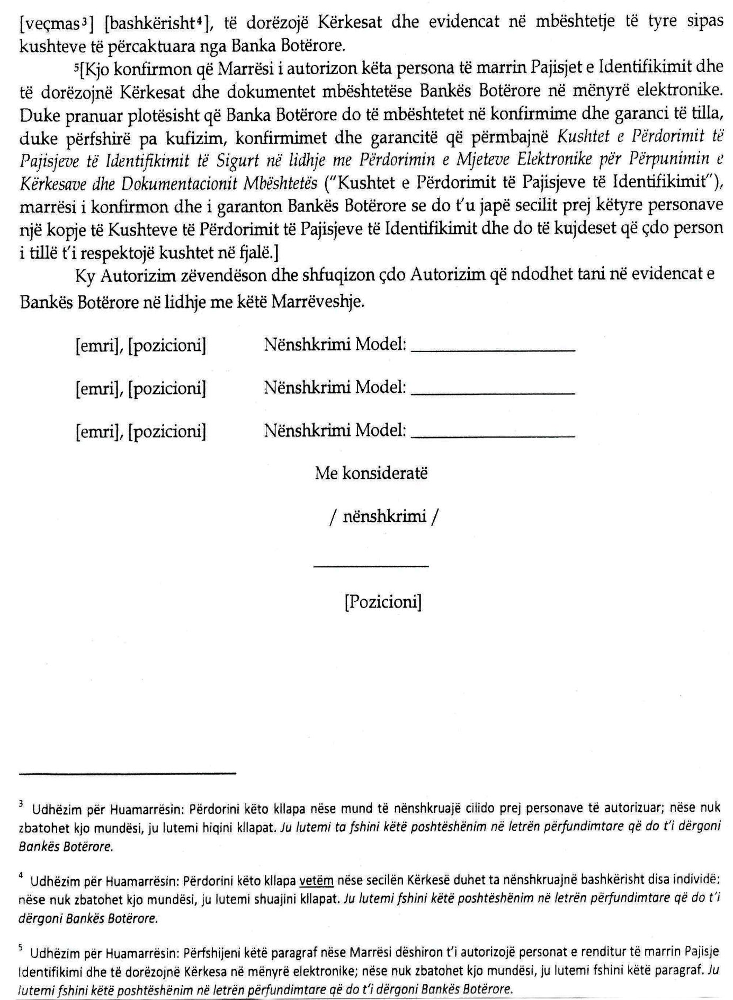 [veçmas³] [bashkërisht⁴], të dorëzojë Kërkesat dhe evidencat në mbështetje të tyre sipas
kushteve të përcaktuara nga Banka Botërore.
⁵[Kjo konfirmon që Marrësi i autorizon këta persona të marrin Pajisjet e Identifikimit dhe
të dorëzojnë Kërkesat dhe dokumentet mbështetëse Bankës Botërore në mënyrë elektronike.
Duke pranuar plotësisht që Banka Botërore do të mbështetet në konfirmime dhe garanci të tilla,
duke përfshirë pa kufizim, konfirmimet dhe garancitë që përmbajnë Kushtet e Përdorimit të
Pajisjeve të Identifikimit të Sigurt në lidhje me Përdorimin e Mjeteve Elektronike për Përpunimin e
Kërkesave dhe Dokumentacionit Mbështetës (“Kushtet e Përdorimit të Pajisjeve të Identifikimit”),
marrësi i konfirmon dhe i garanton Bankës Botërore se do t’u japë secilit prej këtyre personave
një kopje të Kushteve të Përdorimit të Pajisjeve të Identifikimit dhe do të kujdeset që çdo person
i tillë t’i respektojë kushtet në fjalë.]
Ky Autorizim zëvendëson dhe shfuqizon çdo Autorizim që ndodhet tani në evidencat e
Bankës Botërore në lidhje me këtë Marrëveshje.
[emri], [pozicioni] Nënshkrimi Model: ____________________
[emri], [pozicioni] Nënshkrimi Model: ____________________
[emri], [pozicioni] Nënshkrimi Model: ____________________
Me konsideratë
/ nënshkrimi /
______________
[Pozicioni]
³ Udhëzim për Huamarrësin: Përdorini këto kllapa nëse mund të nënshkruajë cilido prej personave të autorizuar; nëse nuk
zbatohet kjo mundësi, ju lutemi hiqini kllapat. Ju lutemi ta fshini këtë poshtëshënim në letrën përfundimtare që do t’i dërgoni
Bankës Botërore.
⁴ Udhëzim për Huamarrësin: Përdorini këto kllapa vetëm nëse secilën Kërkesë duhet ta nënshkruajnë bashkërisht disa individë;
nëse nuk zbatohet kjo mundësi, ju lutemi shuajini kllapat. Ju lutemi fshini këtë poshtëshënim në letrën përfundimtare që do t’i
dërgoni Bankës Botërore.
⁵ Udhëzim për Huamarrësin: Përfshijeni këtë paragraf nëse Marrësi dëshiron t’i autorizojë personat e renditur të marrin Pajisje
Identifikimi dhe të dorëzojnë Kërkesa në mënyrë elektronike; nëse nuk zbatohet kjo mundësi, ju lutemi fshini këtë paragraf. Ju
lutemi fshini këtë poshtëshënim në letrën përfundimtare që do t’i dërgoni Bankës Botërore.